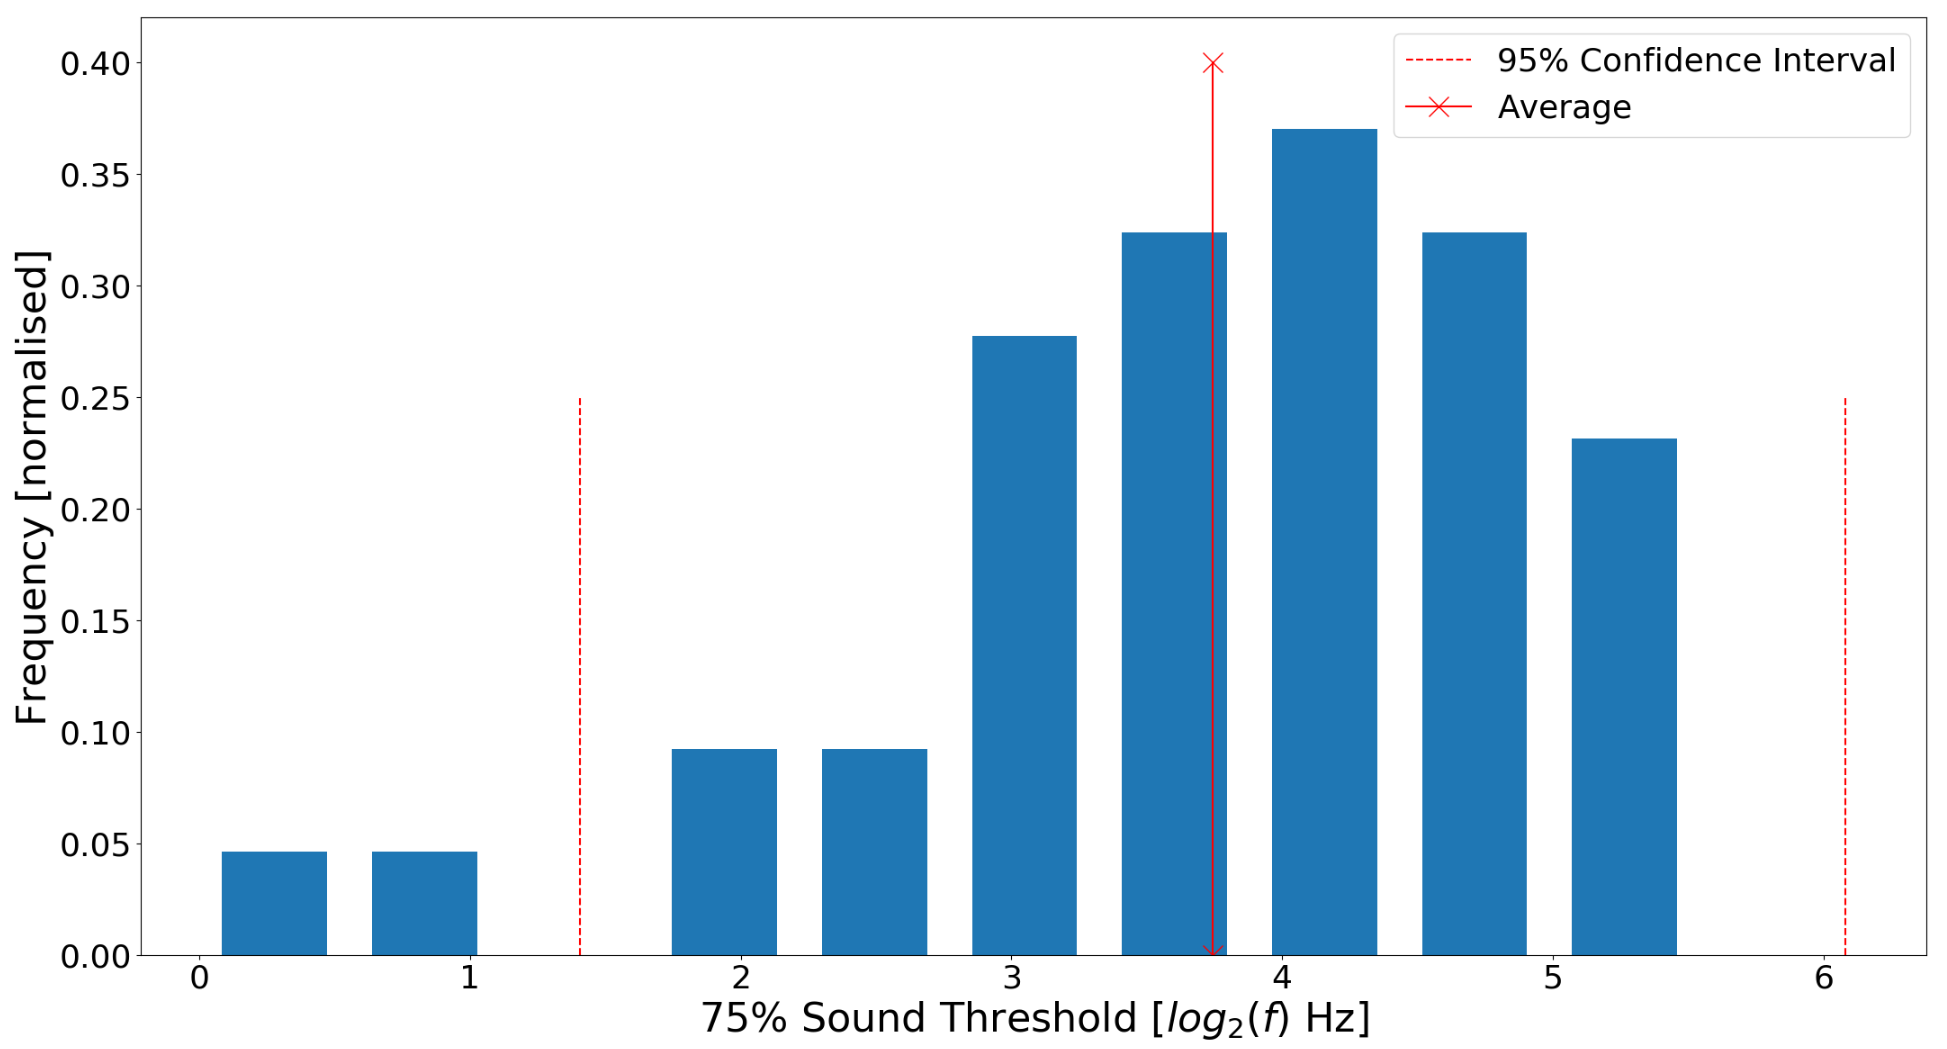 95% Confidence Interval
Average
0.40
0.35
0.30
0.25
0.20
0.15
0.10
0.05
0.00
Frequency [normalised]
0 1 2 3 4 5 6
75% Sound Threshold [log₂(f) Hz]